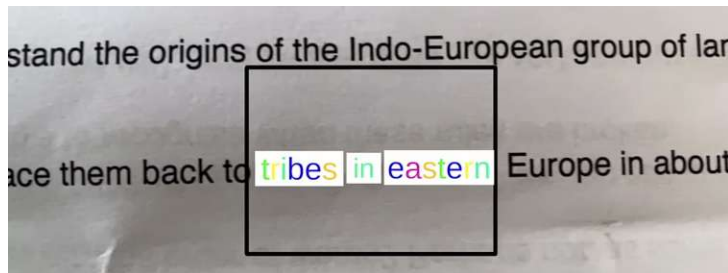 stand the origins of the Indo-European group of lar
ace them back to tribes in eastern Europe in about